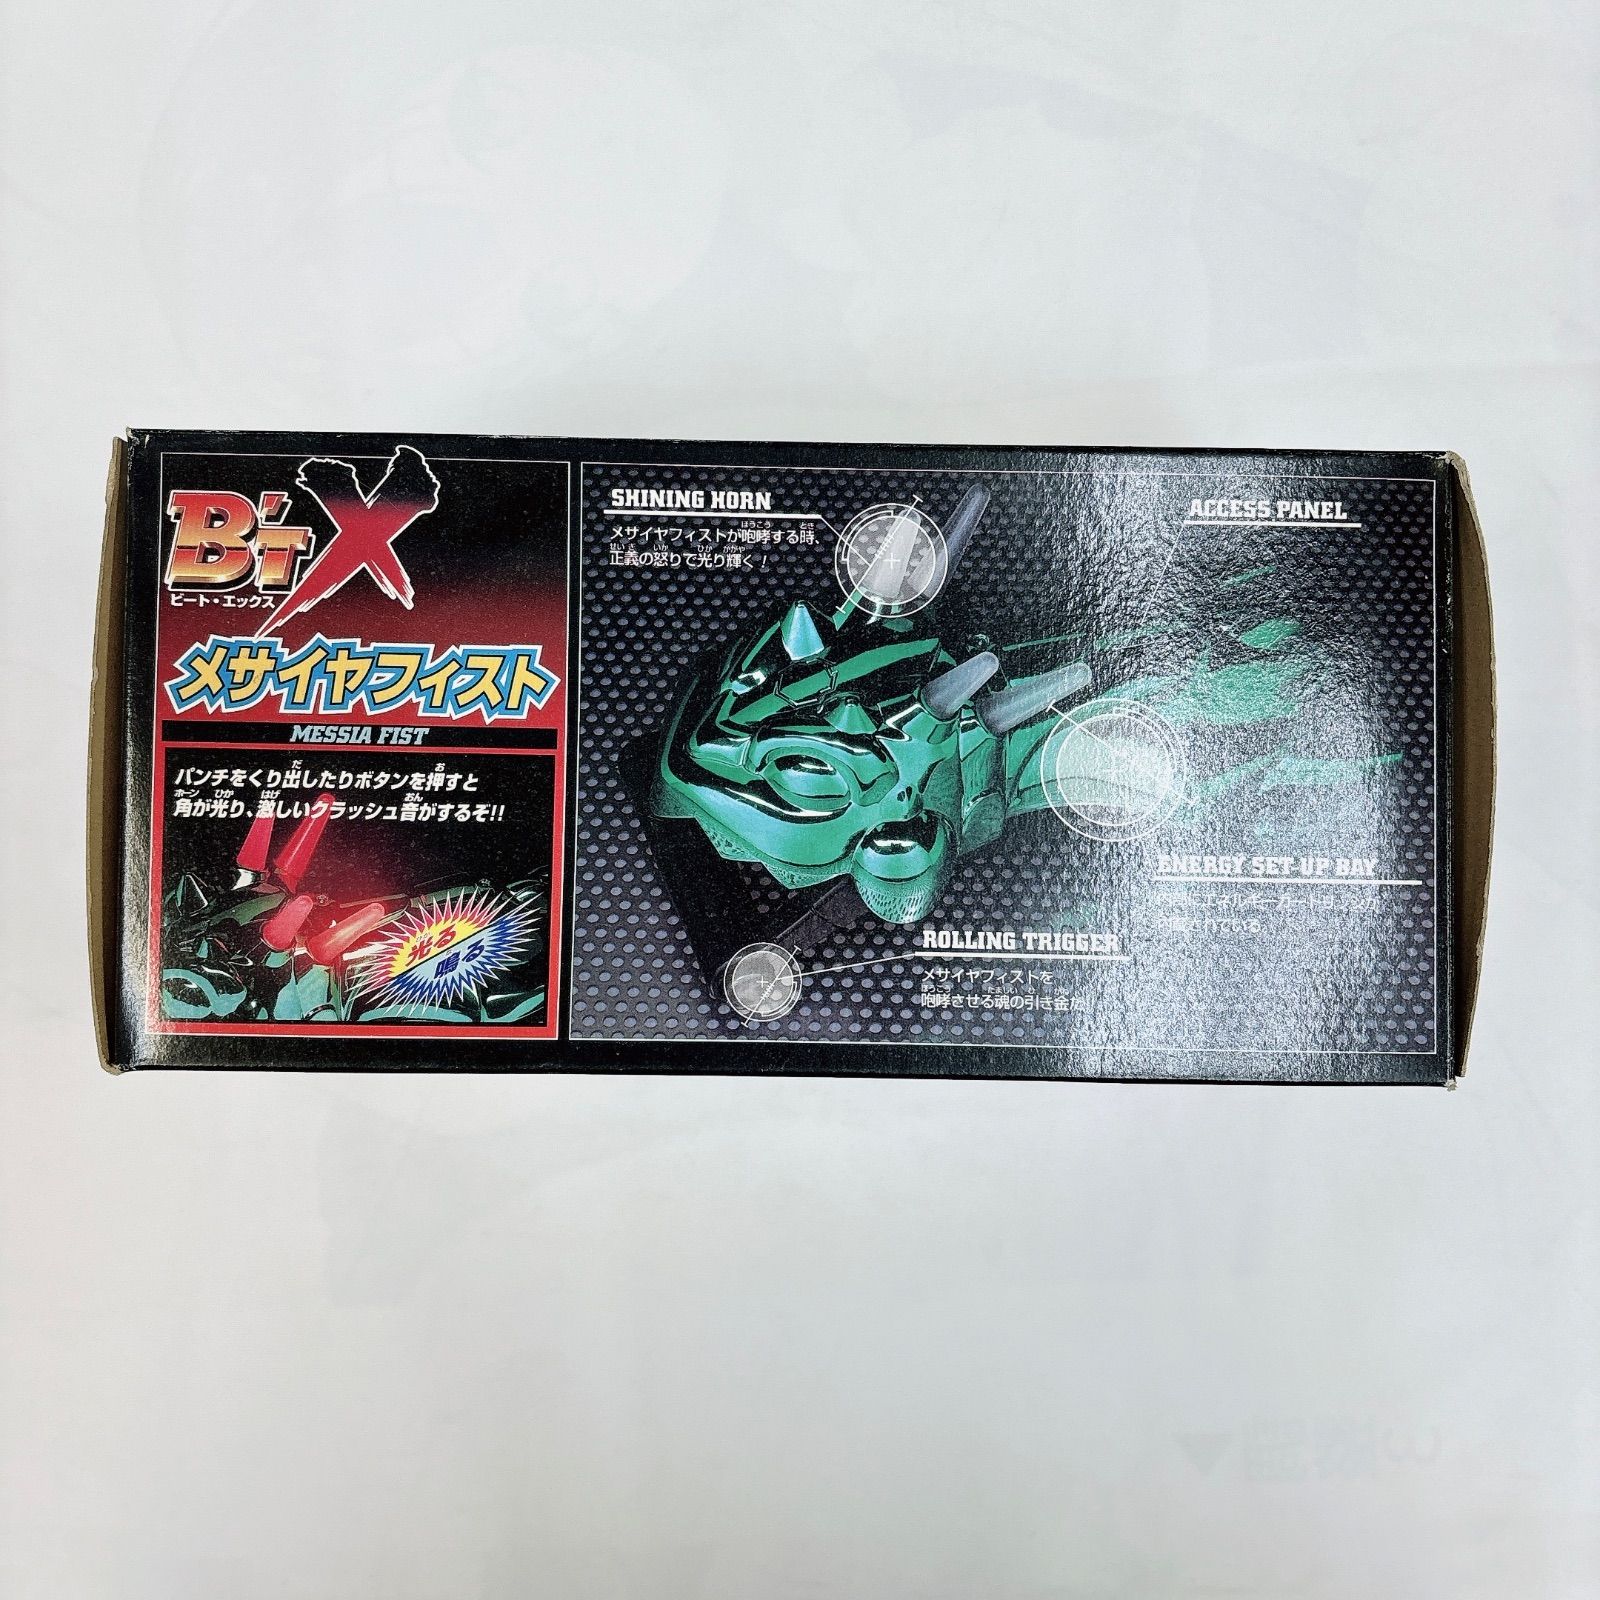 B'TX
ビート・エックス
メサイヤフィスト
MESSIA FIST
パンチをくり出したりボタンを押すと
角が光り、激しいクラッシュ音がするぞ!!
光る
鳴る
SHINING HORN
メサイヤフィストが咆哮する時、
正義の怒りで光り輝く！
ACCESS PANEL
ENERGY SET UP BAY
ROLLING TRIGGER
メサイヤフィストを
咆哮させる魂の引き金だ